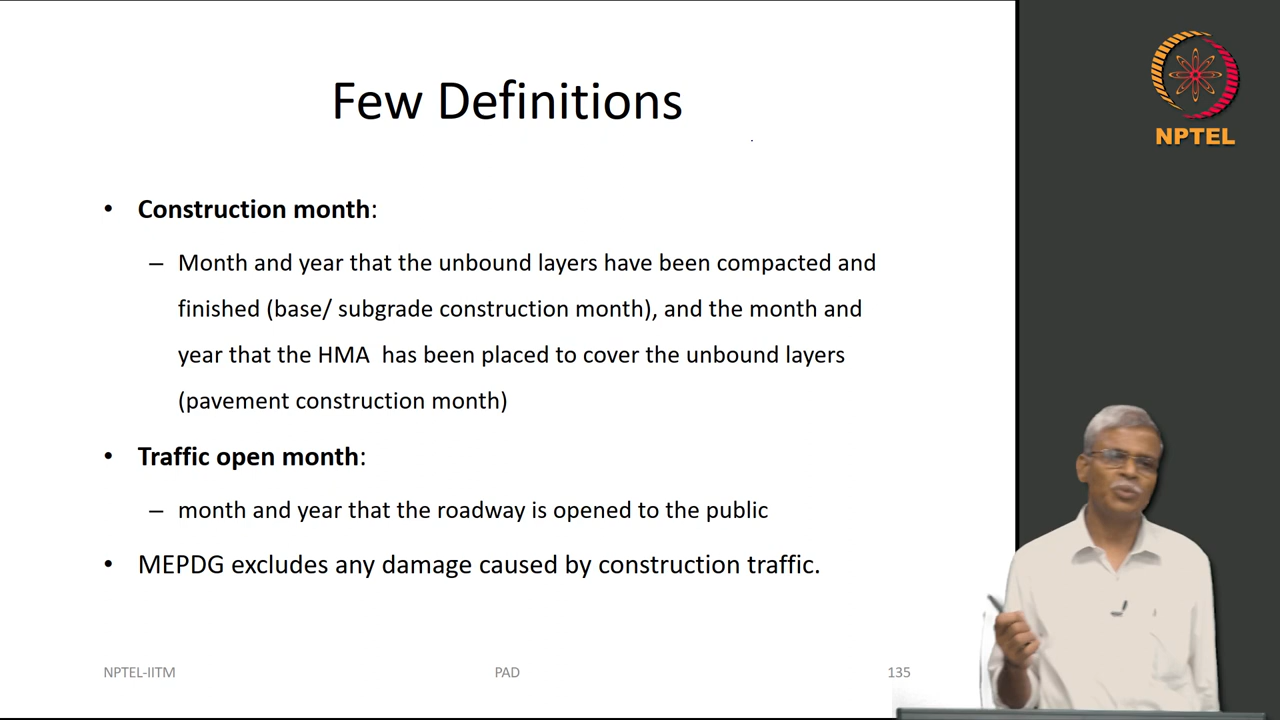 Few Definitions
• Construction month:
– Month and year that the unbound layers have been compacted and
finished (base/ subgrade construction month), and the month and
year that the HMA has been placed to cover the unbound layers
(pavement construction month)
• Traffic open month:
– month and year that the roadway is opened to the public
• MEPDG excludes any damage caused by construction traffic.
NPTEL-IITM
PAD
135
NPTEL